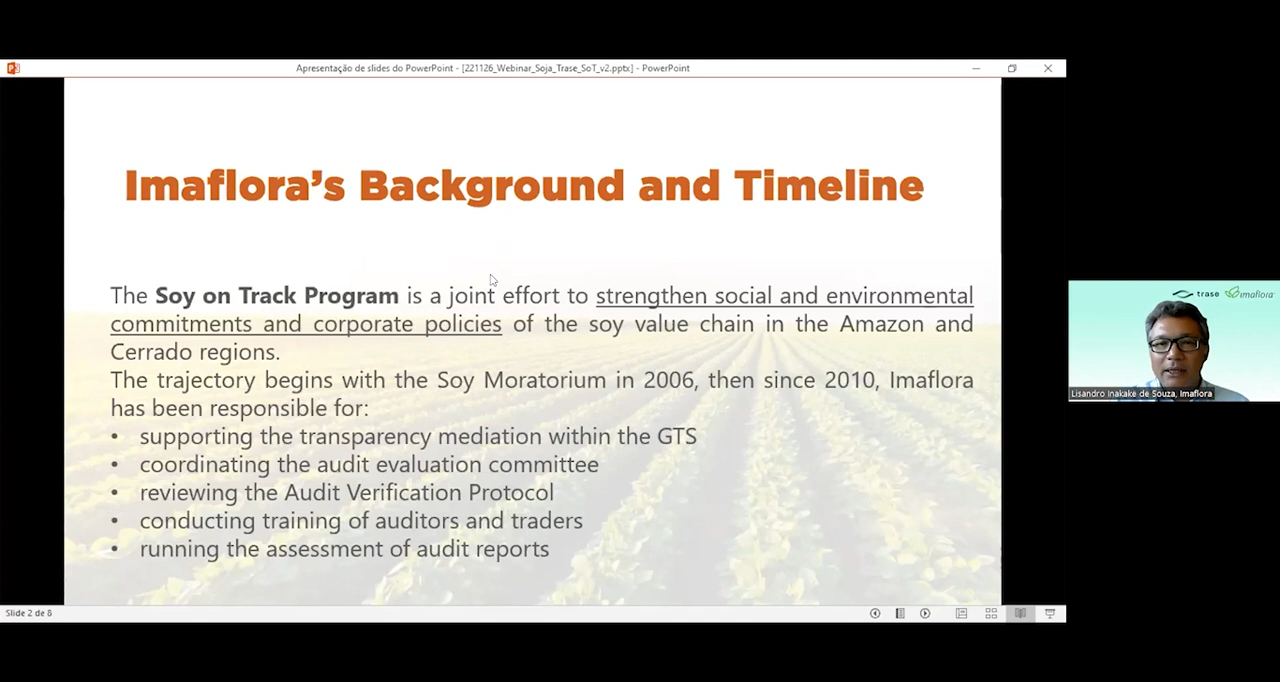 Apresentação de slides do PowerPoint - [221126_Webinar_Soja_Trase_SoT_v2.pptx] - PowerPoint
Imaflora’s Background and Timeline
The Soy on Track Program is a joint effort to strengthen social and environmental
commitments and corporate policies of the soy value chain in the Amazon and
Cerrado regions.
The trajectory begins with the Soy Moratorium in 2006, then since 2010, Imaflora
has been responsible for:
• supporting the transparency mediation within the GTS
• coordinating the audit evaluation committee
• reviewing the Audit Verification Protocol
• conducting training of auditors and traders
• running the assessment of audit reports
trase imaflora
Lisandro Inakake de Souza, Imaflora
Slide 2 de 8